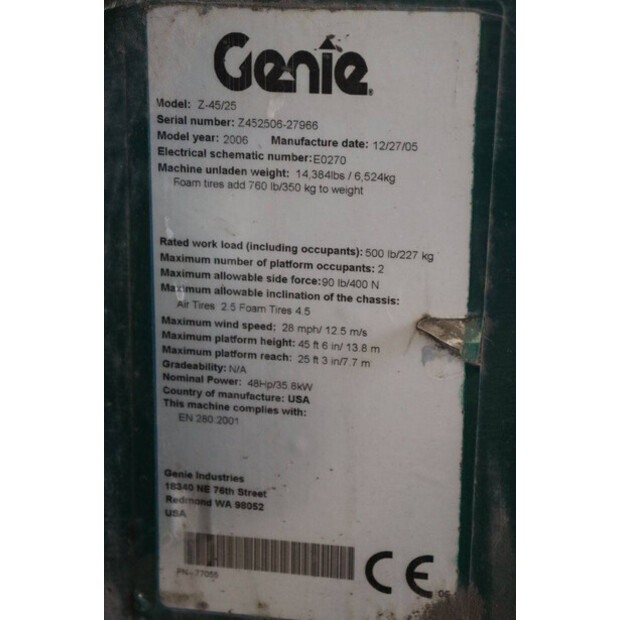 Genie
Model: Z-45/25
Serial number: Z452506-27966
Model year: 2006 Manufacture date: 12/27/05
Electrical schematic number:E0270
Machine unladen weight: 14,384lbs / 6,524kg
Foam tires add 760 lb/350 kg to weight
Rated work load (including occupants): 500 lb/227 kg
Maximum number of platform occupants: 2
Maximum allowable side force:90 lb/400 N
Maximum allowable inclination of the chassis:
Air Tires 2.5 Foam Tires 4.5
Maximum wind speed: 28 mph/ 12.5 m/s
Maximum platform height: 45 ft 6 in/ 13.8 m
Maximum platform reach: 25 ft 3 in/7.7 m
Gradeability: N/A
Nominal Power: 48Hp/35.8kW
Country of manufacture: USA
This machine complies with:
EN 280:2001
Genie Industries
18340 NE 76th Street
Redmond WA 98052
USA
PN - 77055
CE